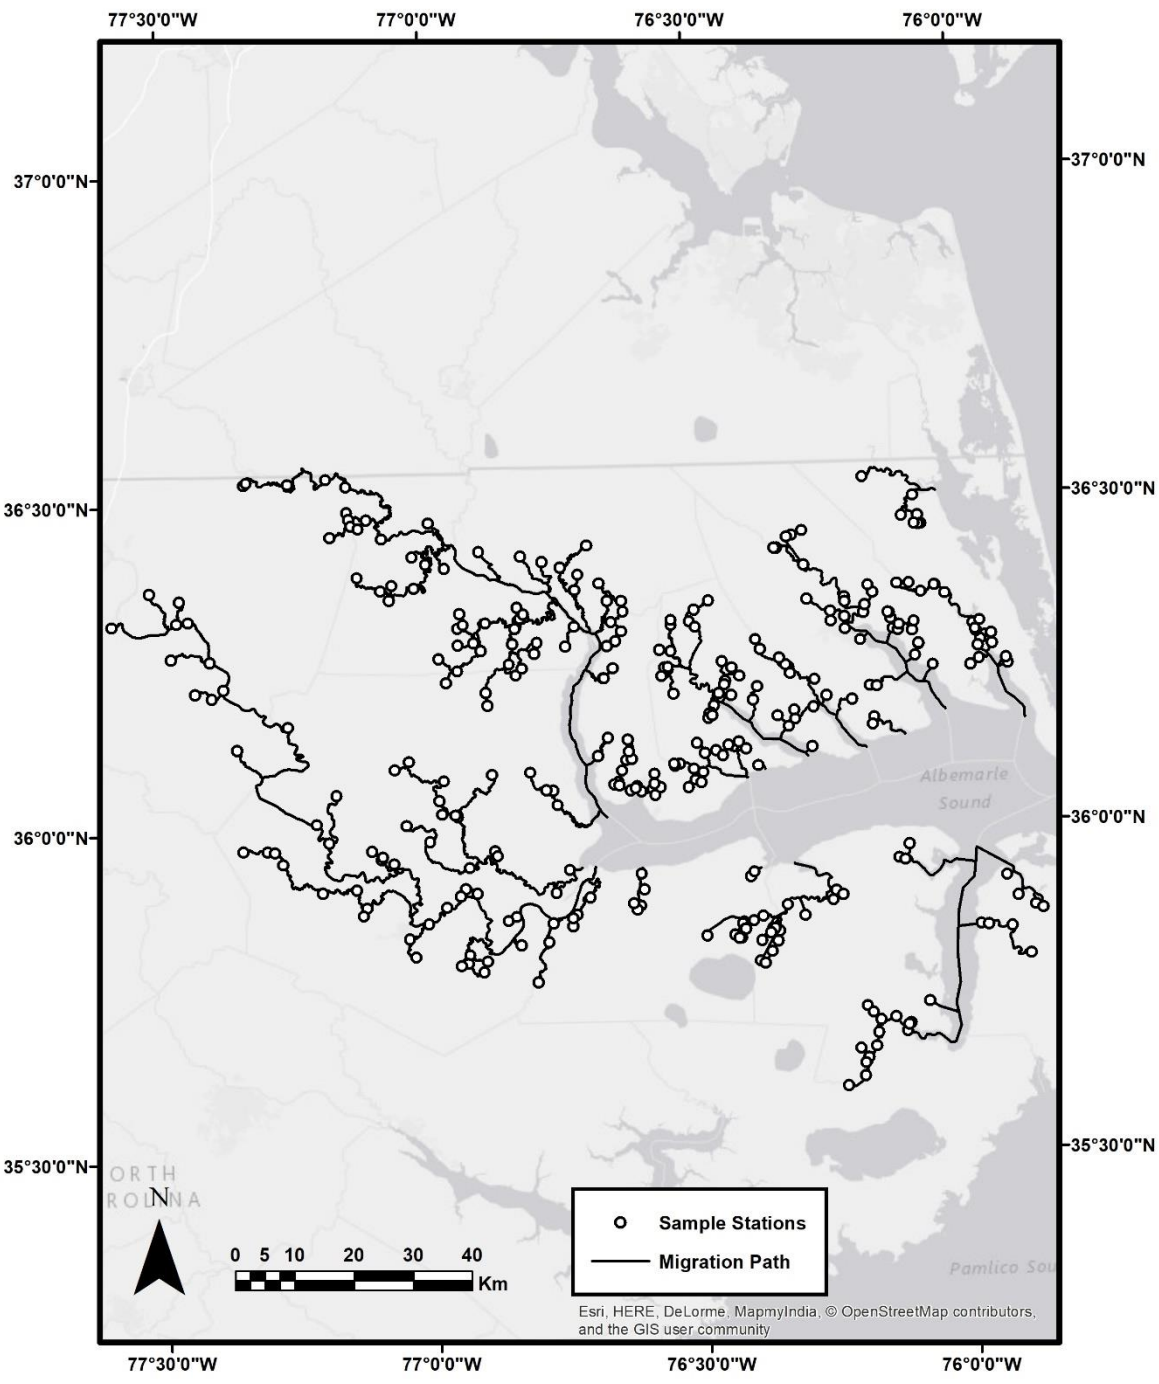 77°30'0"W 77°0'0"W 76°30'0"W 76°0'0"W
37°0'0"N
37°0'0"N
36°30'0"N
36°30'0"N
Albemarle
Sound
36°0'0"N
36°0'0"N
35°30'0"N
35°30'0"N
ORTH
ROLINA
N
0 5 10 20 30 40
Km
Sample Stations
Migration Path
Pamlico Sou
Esri, HERE, DeLorme, MapmyIndia, © OpenStreetMap contributors,
and the GIS user community
77°30'0"W 77°0'0"W 76°30'0"W 76°0'0"W